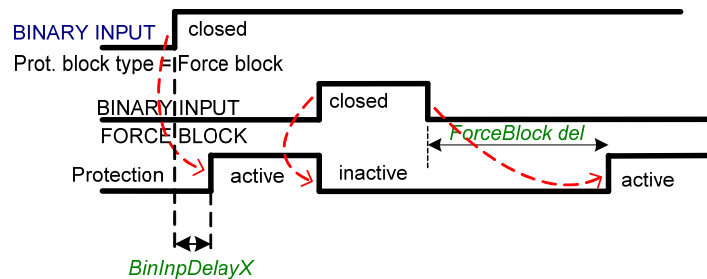 BINARY INPUT closed
Prot. block type = Force block
closed
BINARY INPUT
FORCE BLOCK
ForceBlock del
Protection active inactive active
BinInpDelayX